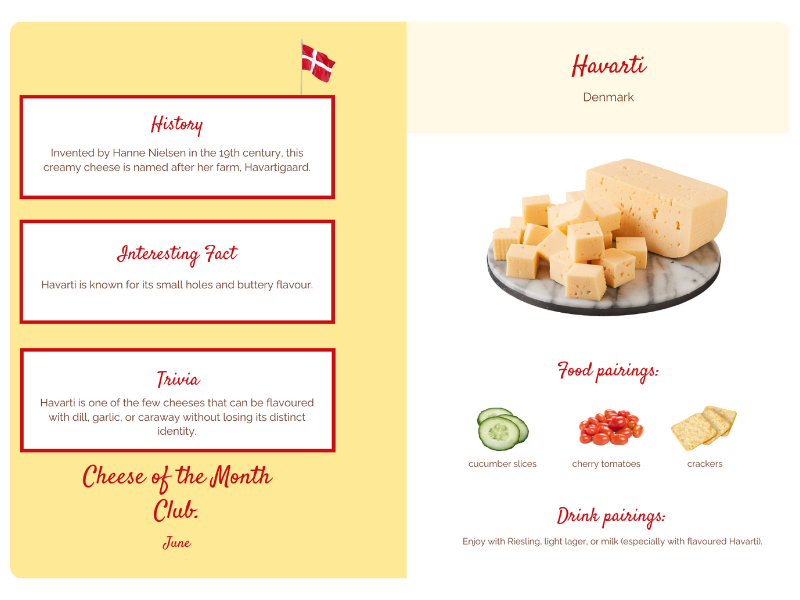 History
Invented by Hanne Nielsen in the 19th century, this
creamy cheese is named after her farm, Havartigaard.
Interesting Fact
Havarti is known for its small holes and buttery flavour.
Trivia
Havarti is one of the few cheeses that can be flavoured
with dill, garlic, or caraway without losing its distinct
identity.
Cheese of the Month
Club.
June
Havarti
Denmark
Food pairings:
cucumber slices
cherry tomatoes
crackers
Drink pairings:
Enjoy with Riesling, light lager, or milk (especially with flavoured Havarti).